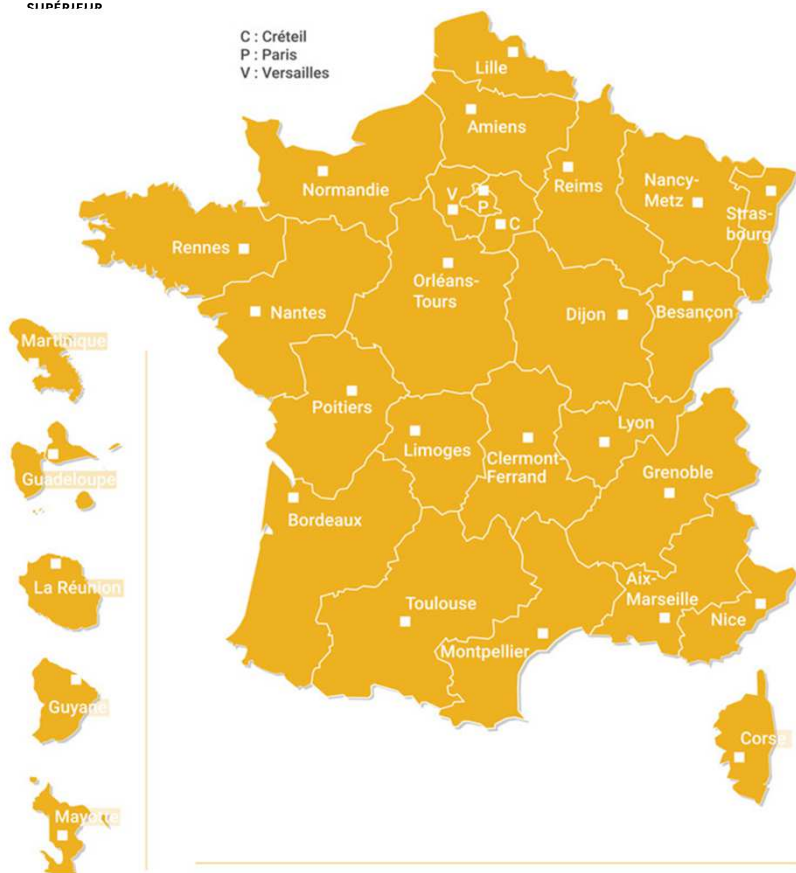 SUPÉRIEUR
C : Créteil
P : Paris
V : Versailles
Lille
Amiens
Normandie
V
P
C
Reims
Nancy-
Metz
Stras-
bourg
Rennes
Orléans-
Tours
Nantes
Dijon
Besançon
Martinique
Poitiers
Limoges
Clermont-
Ferrand
Lyon
Grenoble
Guadeloupe
Bordeaux
La Réunion
Toulouse
Aix-
Marseille
Nice
Montpellier
Guyane
Corse
Mayotte